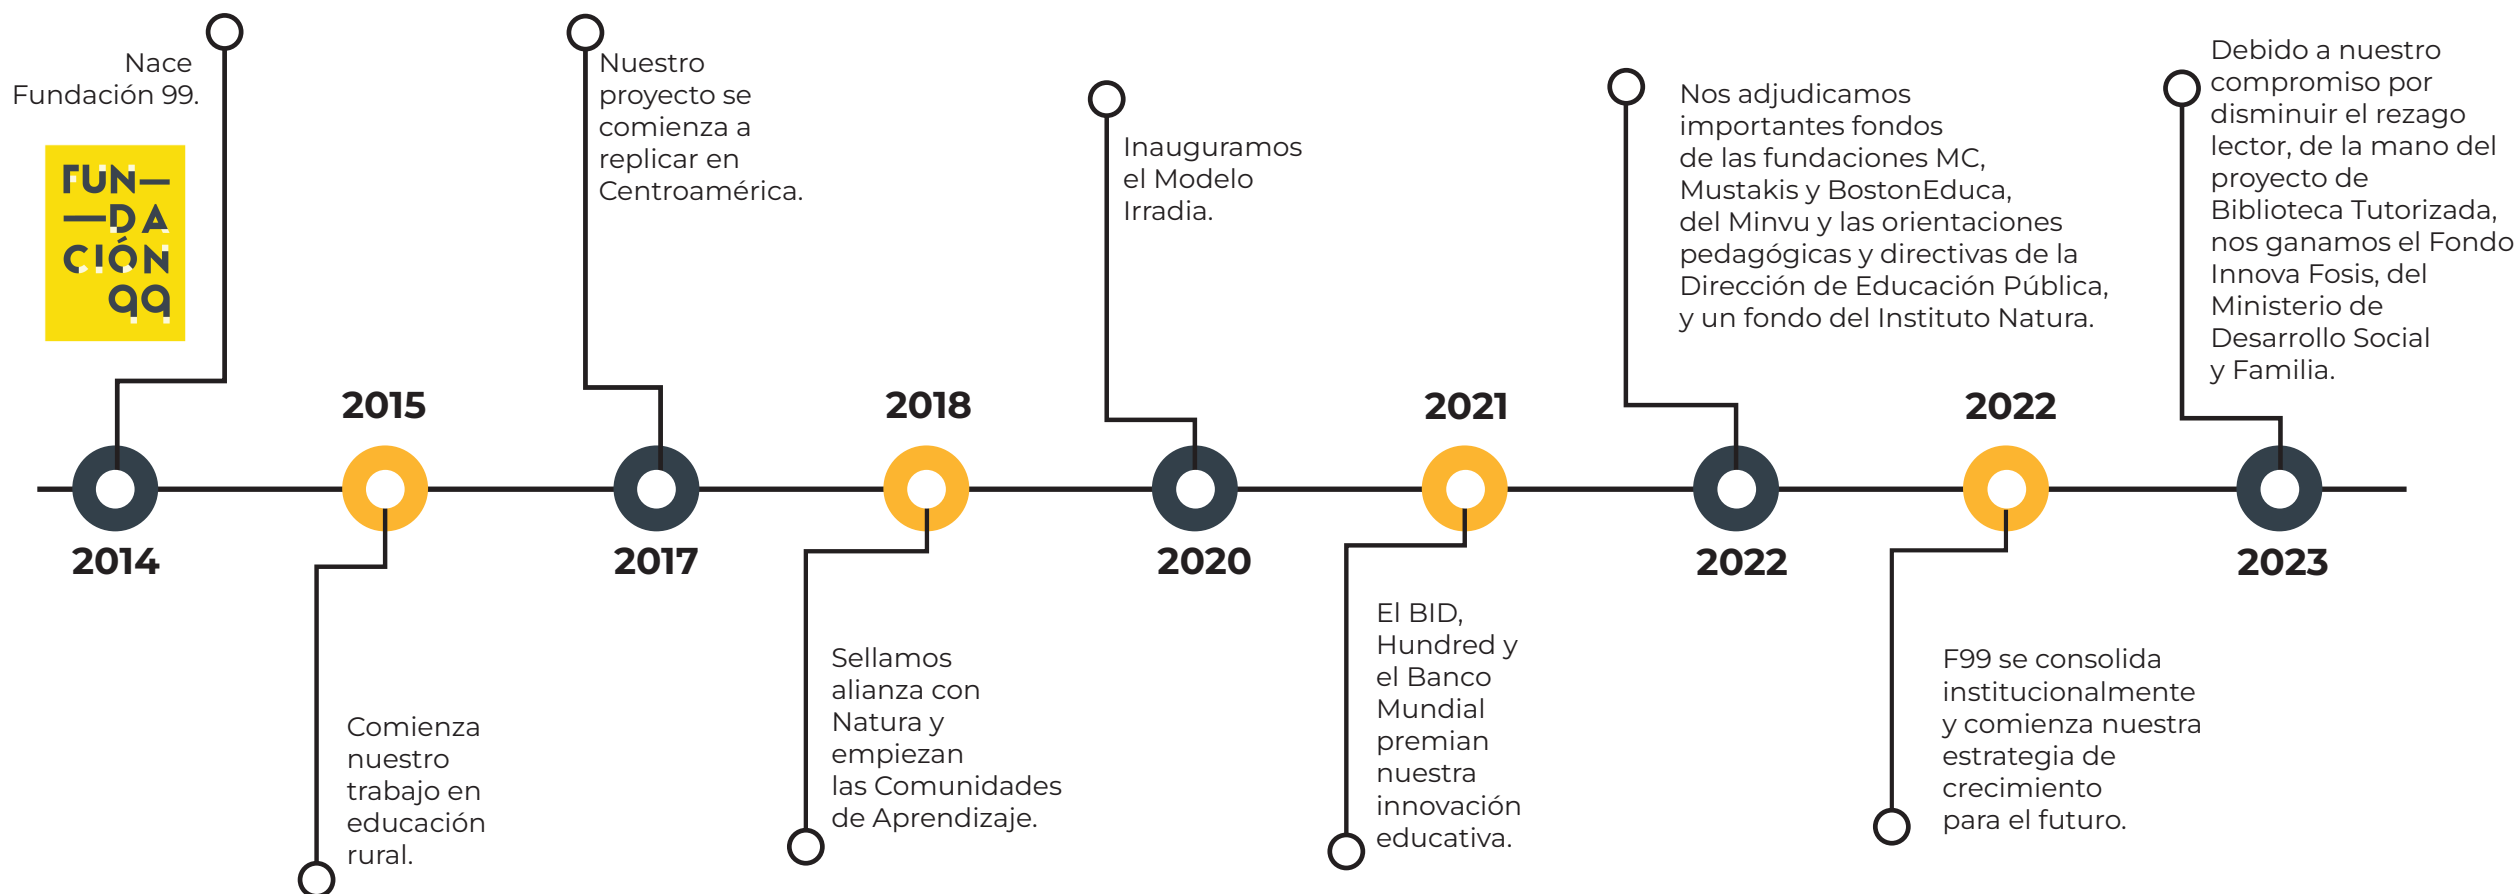 Nace
Fundación 99.
FUN—
—DA
CIÓN
99
2014
2015
Comienza
nuestro
trabajo en
educación
rural.
Nuestro
proyecto se
comienza a
replicar en
Centroamérica.
2017
2018
Sellamos
alianza con
Natura y
empiezan
las Comunidades
de Aprendizaje.
Inauguramos
el Modelo
Irradia.
2020
2021
El BID,
Hundred y
el Banco
Mundial
premian
nuestra
innovación
educativa.
Nos adjudicamos
importantes fondos
de las fundaciones MC,
Mustakis y BostonEduca,
del Minvu y las orientaciones
pedagógicas y directivas de la
Dirección de Educación Pública,
y un fondo del Instituto Natura.
2022
2022
F99 se consolida
institucionalmente
y comienza nuestra
estrategia de
crecimiento
para el futuro.
Debido a nuestro
compromiso por
disminuir el rezago
lector, de la mano del
proyecto de
Biblioteca Tutorizada,
nos ganamos el Fondo
Innova Fosis, del
Ministerio de
Desarrollo Social
y Familia.
2023